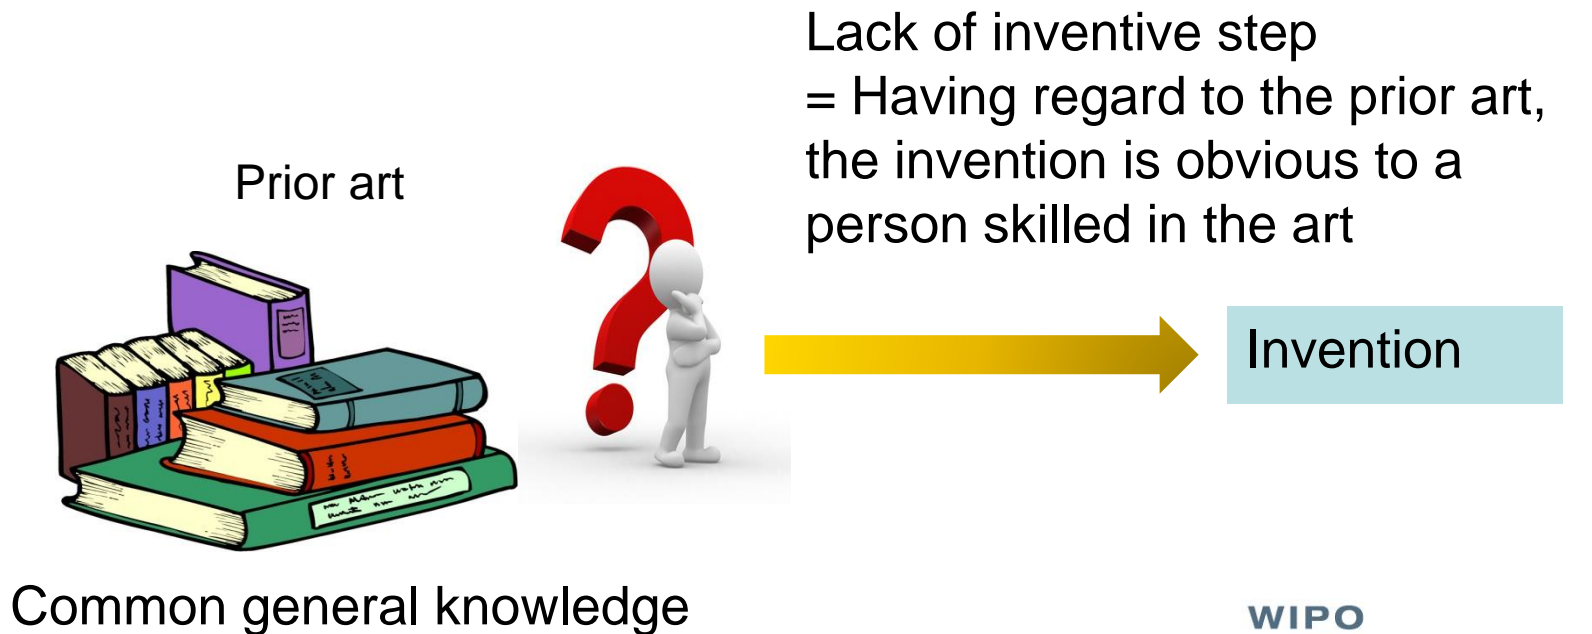 Lack of inventive step
= Having regard to the prior art,
the invention is obvious to a
person skilled in the art
Prior art
Invention
Common general knowledge
WIPO